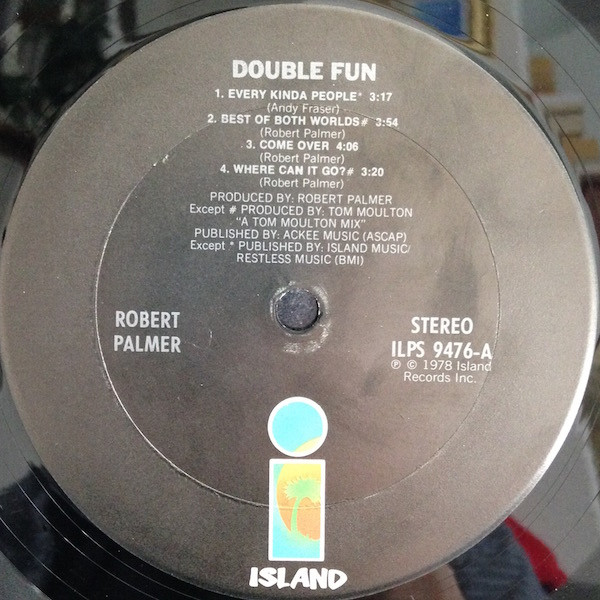 DOUBLE FUN
1. EVERY KINDA PEOPLE* 3:17
(Andy Fraser)
2. BEST OF BOTH WORLDS# 3:54
(Robert Palmer)
3. COME OVER 4:06
(Robert Palmer)
4. WHERE CAN IT GO?# 3:20
(Robert Palmer)
PRODUCED BY: ROBERT PALMER
Except # PRODUCED BY: TOM MOULTON
"A TOM MOULTON MIX"
PUBLISHED BY: ACKEE MUSIC (ASCAP)
Except * PUBLISHED BY: ISLAND MUSIC/
RESTLESS MUSIC (BMI)
ROBERT
PALMER
STEREO
ILPS 9476-A
℗ © 1978 Island
Records Inc.
i
ISLAND